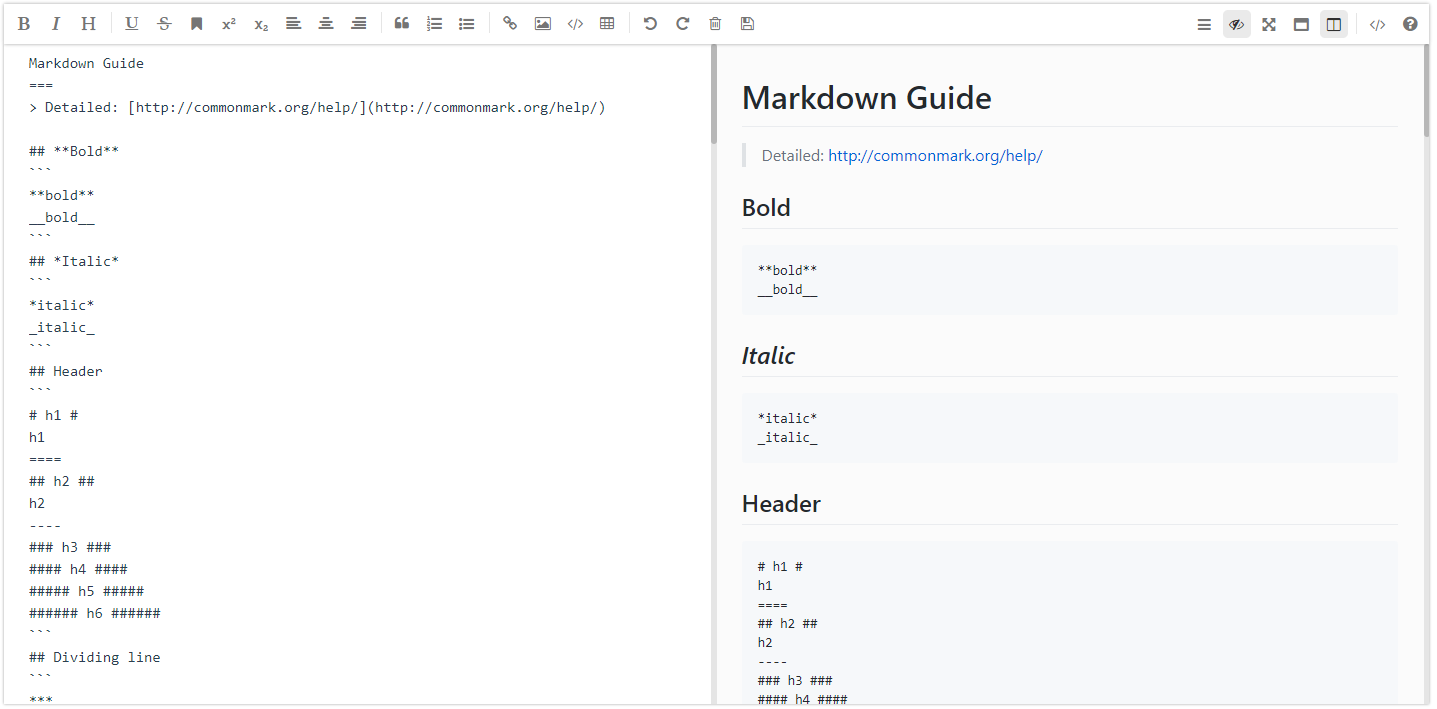 B I H U S x² x₂
Markdown Guide
===
> Detailed: [http://commonmark.org/help/](http://commonmark.org/help/)
## **Bold**
```
**bold**
__bold__
```
## *Italic*
```
*italic*
_italic_
```
## Header
```
# h1 #
h1
====
## h2 ##
h2
----
### h3 ###
#### h4 ####
##### h5 #####
###### h6 ######
```
## Dividing line
```
***
Markdown Guide
Detailed: http://commonmark.org/help/
Bold
**bold**
__bold__
Italic
*italic*
_italic_
Header
# h1 #
h1
====
## h2 ##
h2
----
### h3 ###
#### h4 ####